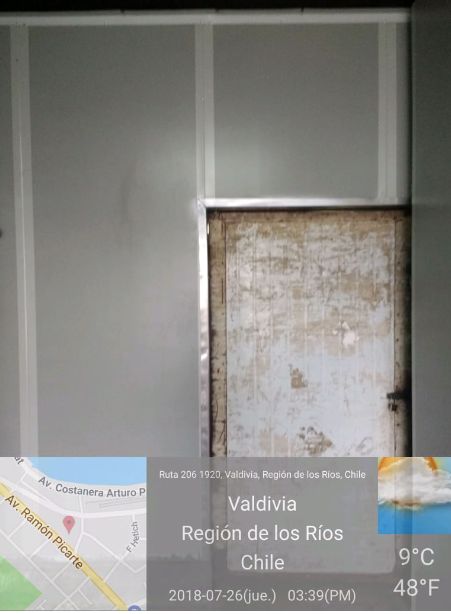 Ruta 206 1920, Valdivia, Región de los Ríos, Chile
Valdivia
Región de los Ríos
Chile
2018-07-26(jue.) 03:39(PM)
9°C
48°F
Av. Costanera Arturo P
Av. Ramón Picarte
F Hettich